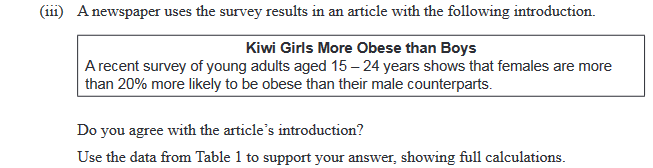 (iii) A newspaper uses the survey results in an article with the following introduction.
Kiwi Girls More Obese than Boys
A recent survey of young adults aged 15 – 24 years shows that females are more
than 20% more likely to be obese than their male counterparts.
Do you agree with the article’s introduction?
Use the data from Table 1 to support your answer, showing full calculations.